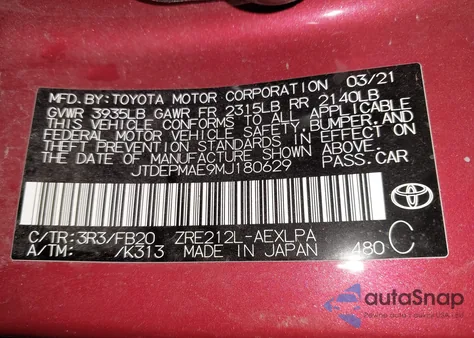 MFD. BY: TOYOTA MOTOR CORPORATION 03/21
GVWR 3935LB GAWR FR 2315LB RR 2140LB
THIS VEHICLE CONFORMS TO ALL APPLICABLE
FEDERAL MOTOR VEHICLE SAFETY, BUMPER, AND
THEFT PREVENTION STANDARDS IN EFFECT ON
THE DATE OF MANUFACTURE SHOWN ABOVE.
JTDEPMAE9MJ180629 PASS. CAR
C/TR: 3R3/FB20 ZRE212L-AEXLPA C
A/TM: /K313 MADE IN JAPAN 480
autaSnap